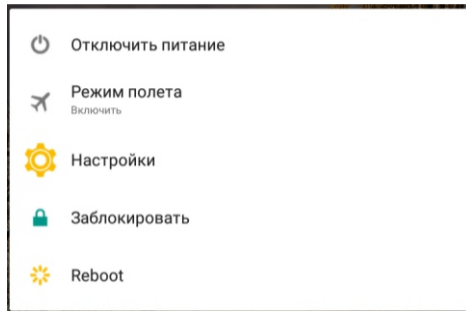 Отключить питание
Режим полета
Включить
Настройки
Заблокировать
Reboot